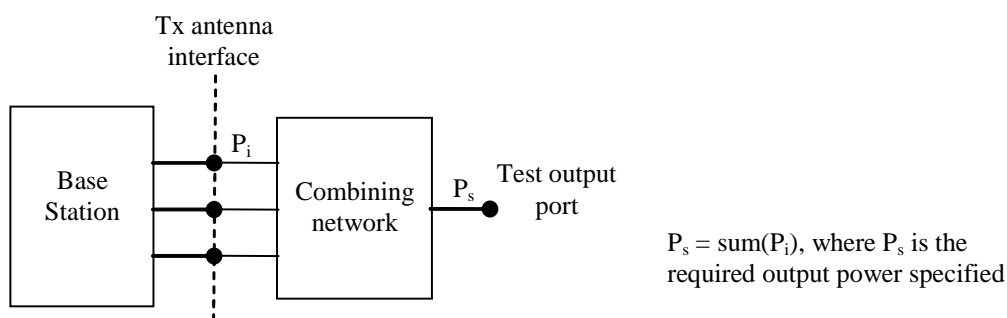 Tx antenna
interface
Base
Station
Pi
Combining
network
Ps
Test output
port
Ps = sum(Pi), where Ps is the
required output power specified